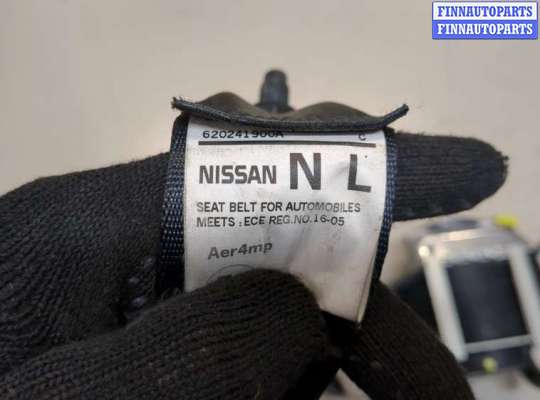 FINNAUTOPARTS
FINNAUTOPARTS
620241900A C
NISSAN N L
SEAT BELT FOR AUTOMOBILES
MEETS : ECE REG.NO.16-05
Aer4mp